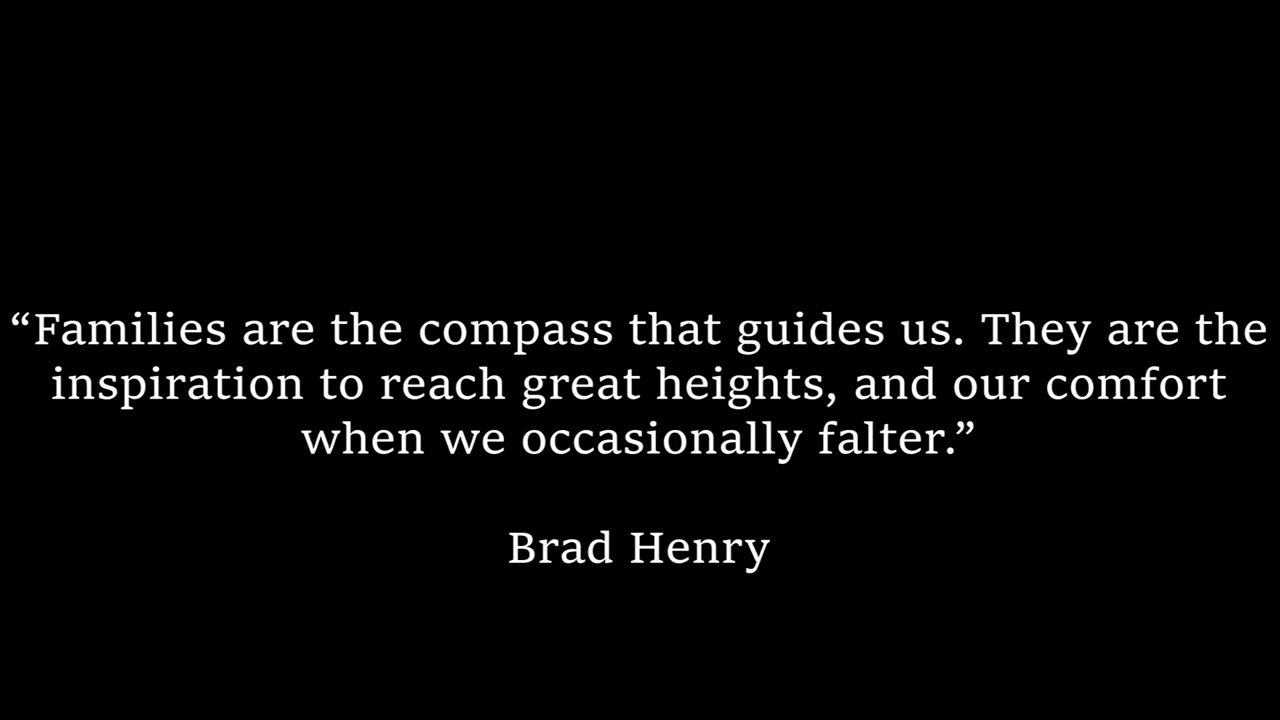 “Families are the compass that guides us. They are the
inspiration to reach great heights, and our comfort
when we occasionally falter.”
Brad Henry